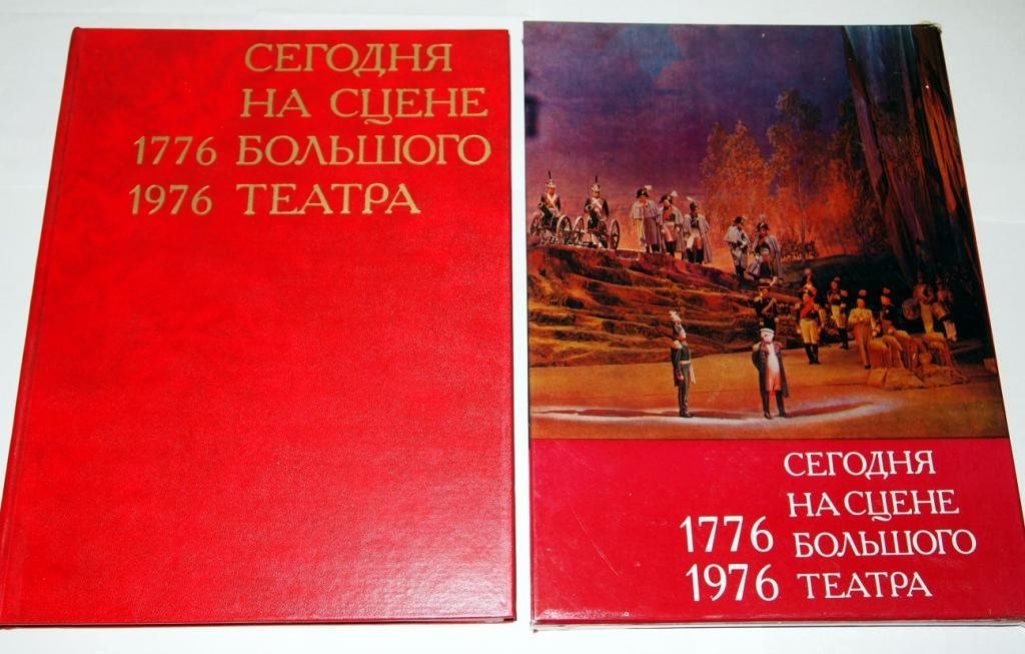 СЕГОДНЯ
НА СЦЕНЕ
1776 БОЛЬШОГО
1976 ТЕАТРА
СЕГОДНЯ
НА СЦЕНЕ
1776 БОЛЬШОГО
1976 ТЕАТРА